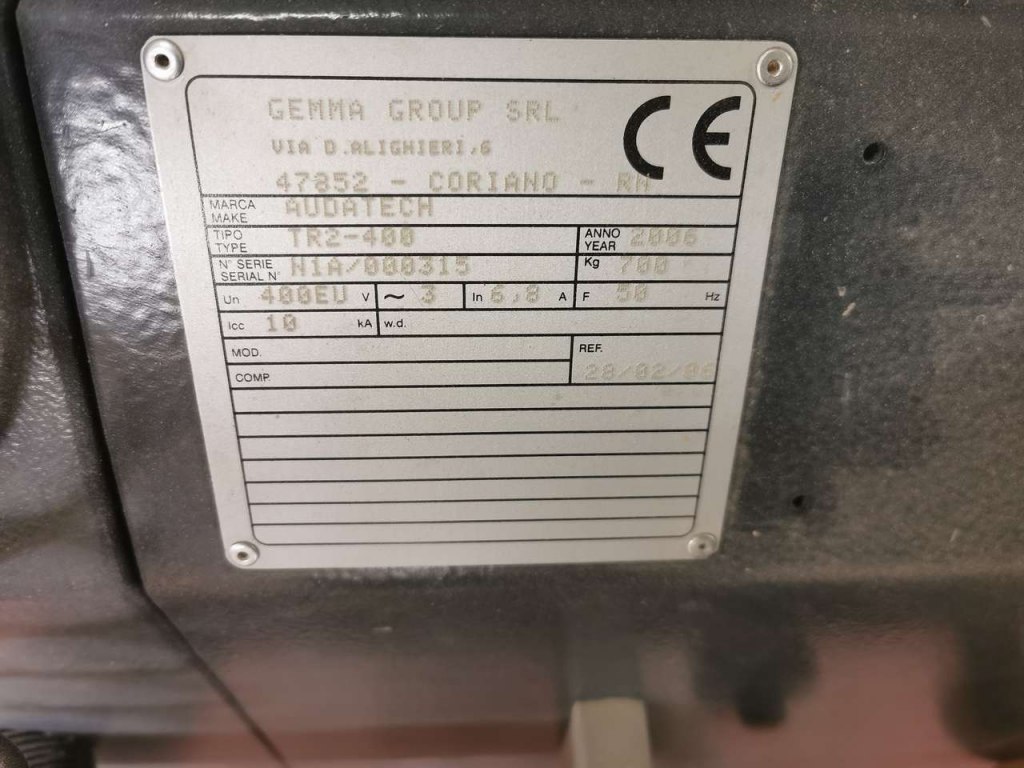 GEMMA GROUP SRL
VIA D.ALIGHIERI,6
47852 - CORIANO - RN
CE
MARCA
MAKE
AUDATECH
TIPO
TYPE
TR2-400
ANNO
YEAR
2006
N° SERIE
SERIAL N°
N1A/000315
Kg 700
Un 400EU V ~ 3 In 6,8 A F 50 Hz
Icc 10 kA w.d.
MOD.
REF.
COMP.
28/02/06